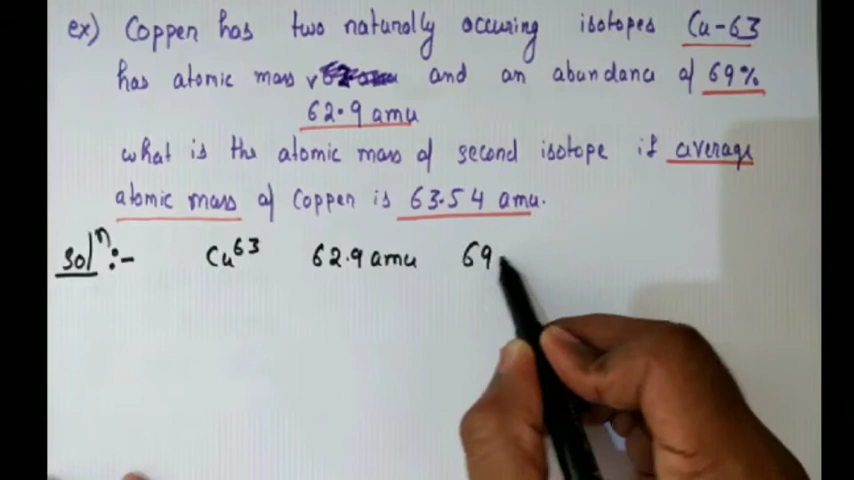 ex) Copper has two naturally occuring isotopes Cu-63
has atomic mass and an abundance of 69%
62.9 amu
what is the atomic mass of second isotope if average
atomic mass of Copper is 63.54 amu.
Solⁿ :- Cu⁶³ 62.9 amu 69